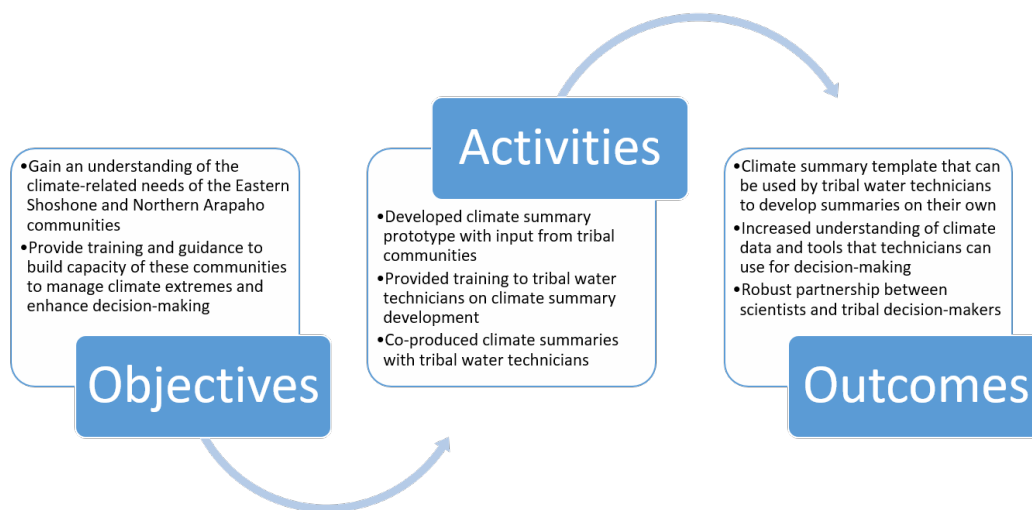 •Gain an understanding of the
climate-related needs of the Eastern
Shoshone and Northern Arapaho
communities
•Provide training and guidance to
build capacity of these communities
to manage climate extremes and
enhance decision-making
Objectives
Activities
•Developed climate summary
prototype with input from tribal
communities
•Provided training to tribal water
technicians on climate summary
development
•Co-produced climate summaries
with tribal water technicians
•Climate summary template that can
be used by tribal water technicians
to develop summaries on their own
•Increased understanding of climate
data and tools that technicians can
use for decision-making
•Robust partnership between
scientists and tribal decision-makers
Outcomes